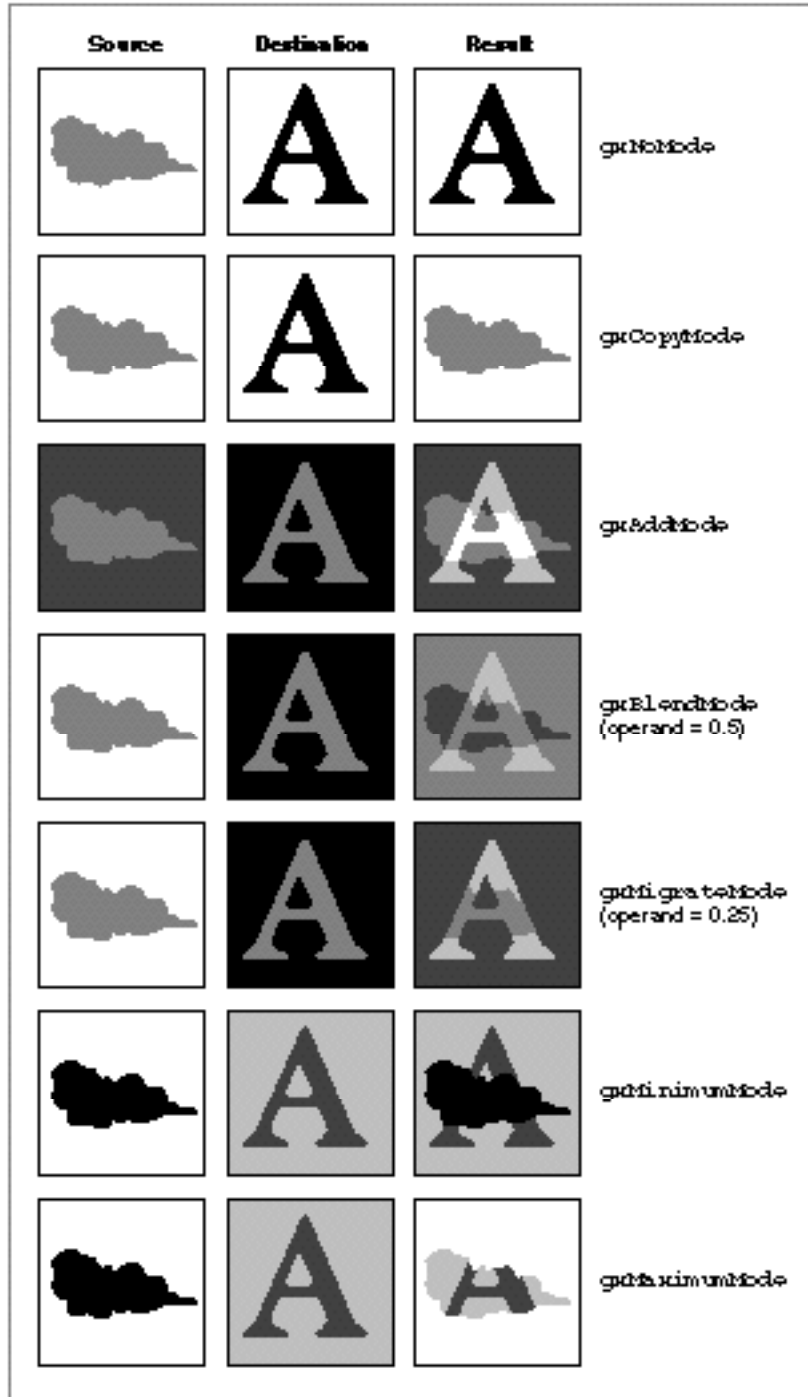 Source Destination Result
A A gxNoMode
A gxCopyMode
A A gxAddMode
A A gxBlendMode
(operand = 0.5)
A A gxMigrateMode
(operand = 0.25)
A A gxMinimumMode
A A gxMaximumMode